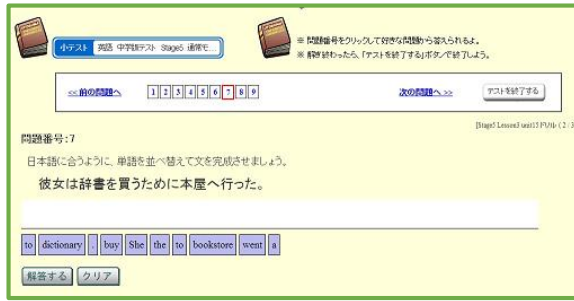 小テスト 英語 中学版テスト Stage5 通常モ...
※ 問題番号をクリックして好きな問題から答えられるよ。
※ 解き終わったら、「テストを終了する」ボタンで終了しよう。
<< 前の問題へ 1 2 3 4 5 6 7 8 9 次の問題へ >> テストを終了する
[Stage5 Lesson3 unit15 ﾀｲﾄﾙ ( 2 / 3
問題番号:7
日本語に合うように、単語を並べ替えて文を完成させましょう。
彼女は辞書を買うために本屋へ行った。
to dictionary . buy She the to bookstore went a
解答する クリア